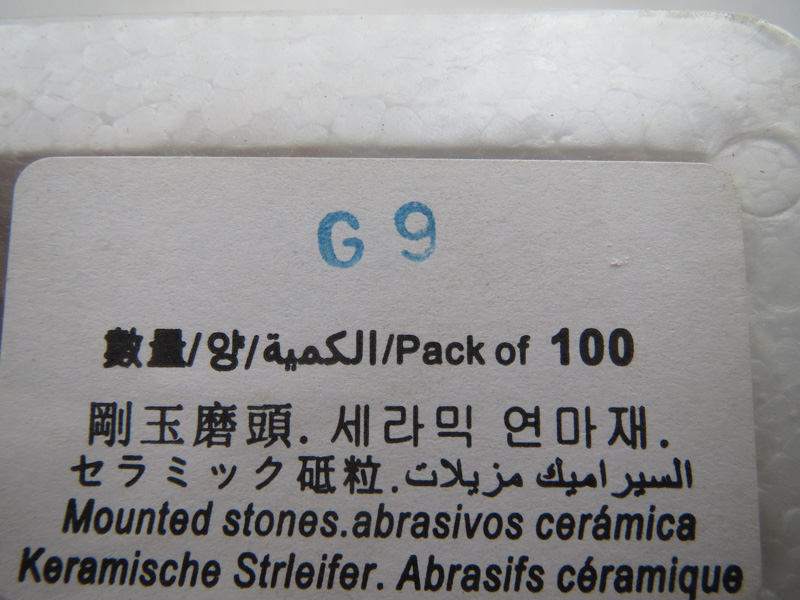 G 9
數量/양/الكمية/Pack of 100
剛玉磨頭. 세라믹 연마재.
セラミック砥粒.السيراميك مزيلات
Mounted stones.abrasivos cerámica
Keramische Strleifer. Abrasifs céramique